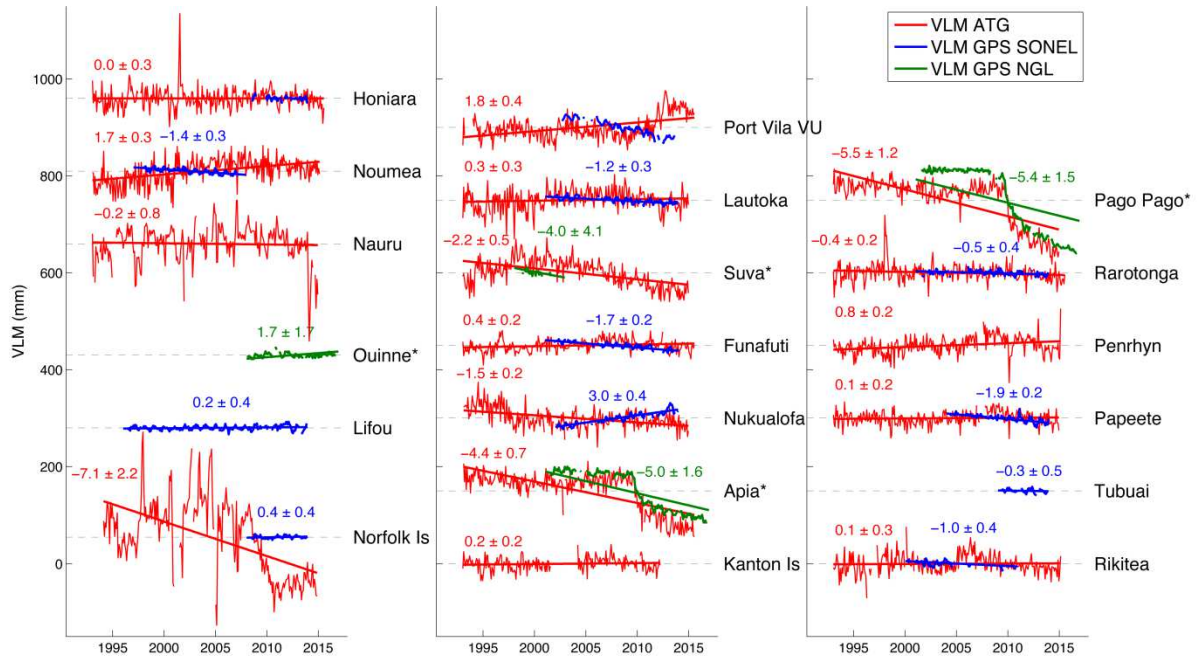 VLM ATG
VLM GPS SONEL
VLM GPS NGL
VLM (mm)
1000
800
600
400
200
0
0.0 ± 0.3
Honiara
1.7 ± 0.3
−1.4 ± 0.3
Noumea
−0.2 ± 0.8
Nauru
1.7 ± 1.7
Ouinne*
0.2 ± 0.4
Lifou
−7.1 ± 2.2
0.4 ± 0.4
Norfolk Is
1995 2000 2005 2010 2015
1.8 ± 0.4
Port Vila VU
0.3 ± 0.3
−1.2 ± 0.3
Lautoka
−2.2 ± 0.5
−4.0 ± 4.1
Suva*
0.4 ± 0.2
−1.7 ± 0.2
Funafuti
−1.5 ± 0.2
3.0 ± 0.4
Nukualofa
−4.4 ± 0.7
−5.0 ± 1.6
Apia*
0.2 ± 0.2
Kanton Is
1995 2000 2005 2010 2015
−5.5 ± 1.2
−5.4 ± 1.5
Pago Pago*
−0.4 ± 0.2
−0.5 ± 0.4
Rarotonga
0.8 ± 0.2
Penrhyn
0.1 ± 0.2
−1.9 ± 0.2
Papeete
−0.3 ± 0.5
Tubuai
0.1 ± 0.3
−1.0 ± 0.4
Rikitea
1995 2000 2005 2010 2015